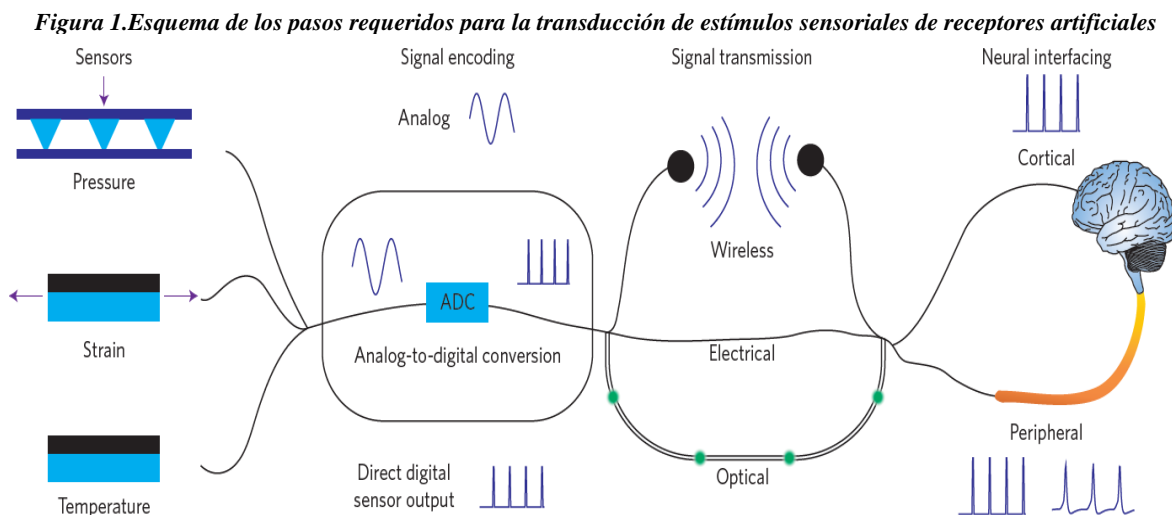 Figura 1.Esquema de los pasos requeridos para la transducción de estímulos sensoriales de receptores artificiales
Sensors
Pressure
Strain
Temperature
Signal encoding
Analog
ADC
Analog-to-digital conversion
Direct digital
sensor output
Signal transmission
Wireless
Electrical
Optical
Neural interfacing
Cortical
Peripheral